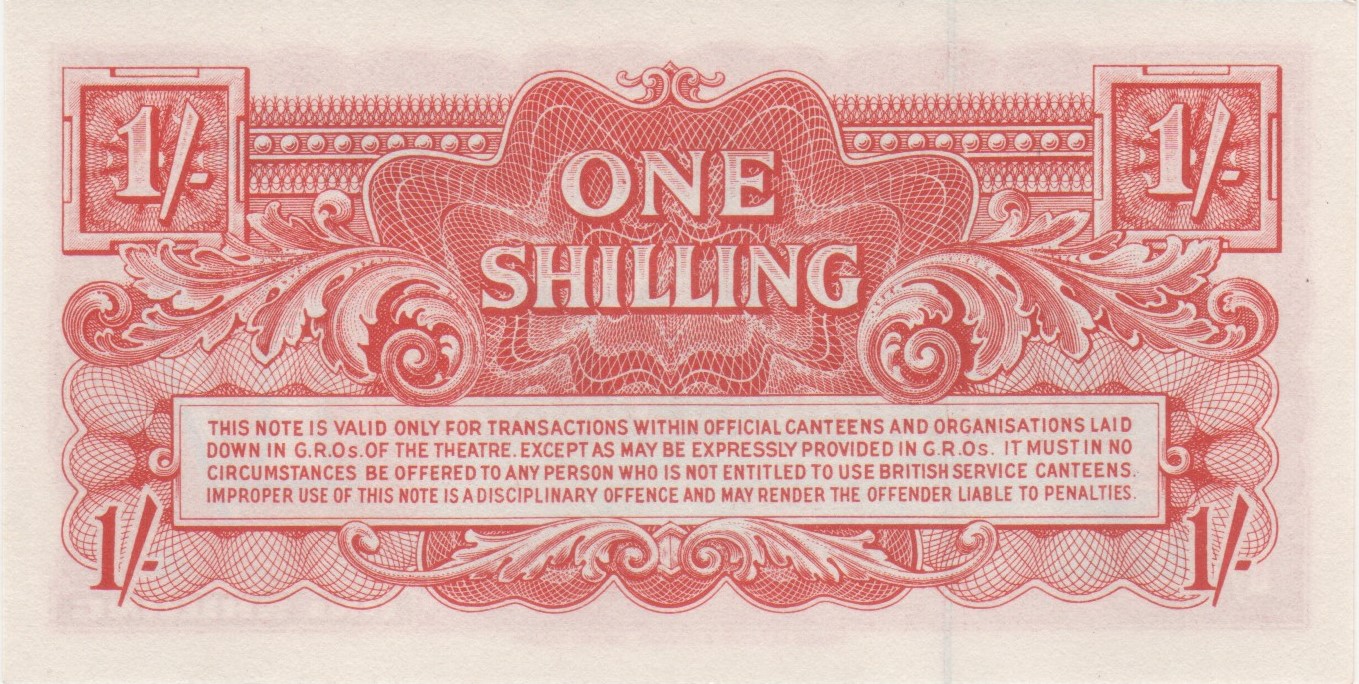 1/- 1/-
ONE
SHILLING
THIS NOTE IS VALID ONLY FOR TRANSACTIONS WITHIN OFFICIAL CANTEENS AND ORGANISATIONS LAID
DOWN IN G.R.Os. OF THE THEATRE. EXCEPT AS MAY BE EXPRESSLY PROVIDED IN G.R.Os. IT MUST IN NO
CIRCUMSTANCES BE OFFERED TO ANY PERSON WHO IS NOT ENTITLED TO USE BRITISH SERVICE CANTEENS.
IMPROPER USE OF THIS NOTE IS A DISCIPLINARY OFFENCE AND MAY RENDER THE OFFENDER LIABLE TO PENALTIES.
1/- 1/-